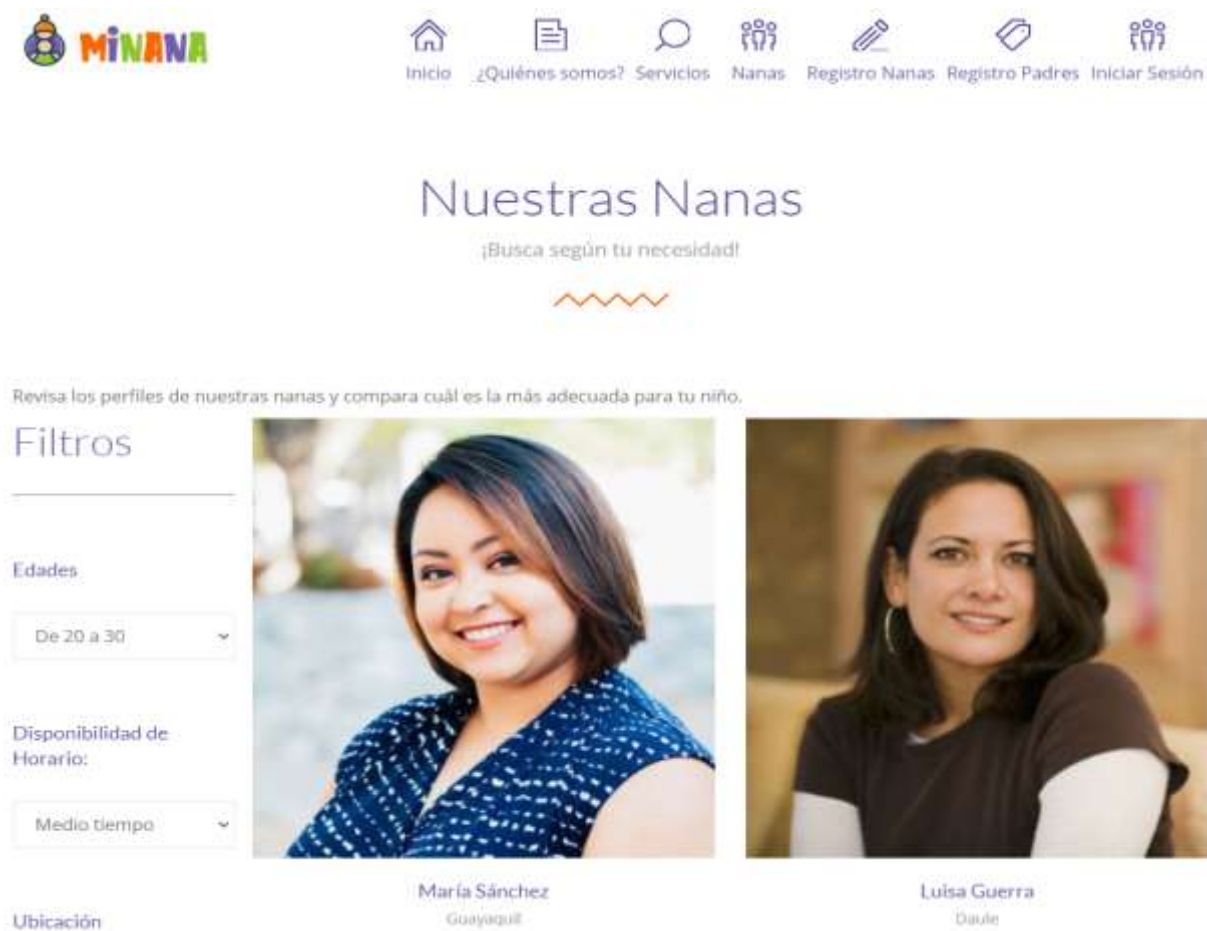 MiNANA
Inicio
¿Quiénes somos?
Servicios
Nanas
Registro Nanas
Registro Padres
Iniciar Sesión
Nuestras Nanas
¡Busca según tu necesidad!
Revisa los perfiles de nuestras nanas y compara cuál es la más adecuada para tu niño.
Filtros
Edades
De 20 a 30
Disponibilidad de
Horario:
Medio tiempo
Ubicación
María Sánchez
Guayaquil
Luisa Guerra
Daule